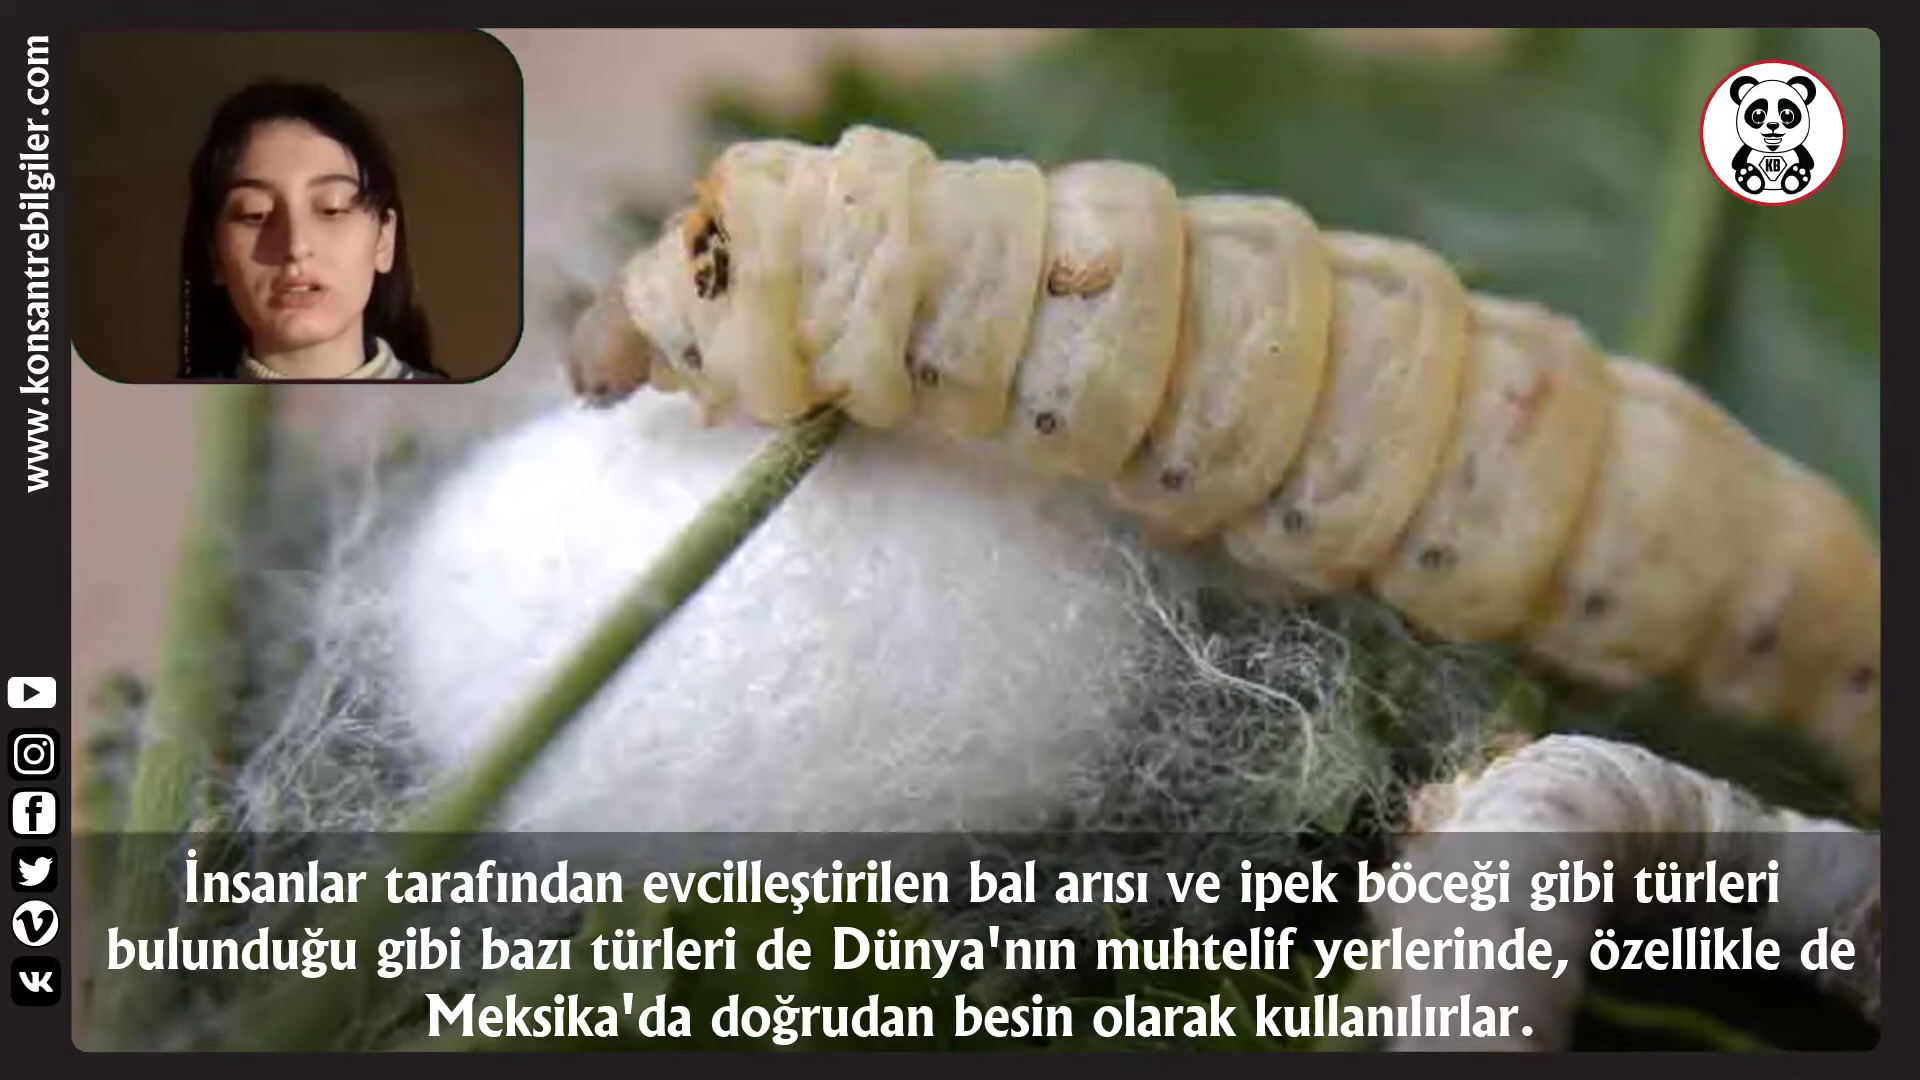 www.konsantrebilgiler.com
KB
İnsanlar tarafından evcilleştirilen bal arısı ve ipek böceği gibi türleri
bulunduğu gibi bazı türleri de Dünya'nın muhtelif yerlerinde, özellikle de
Meksika'da doğrudan besin olarak kullanılırlar.